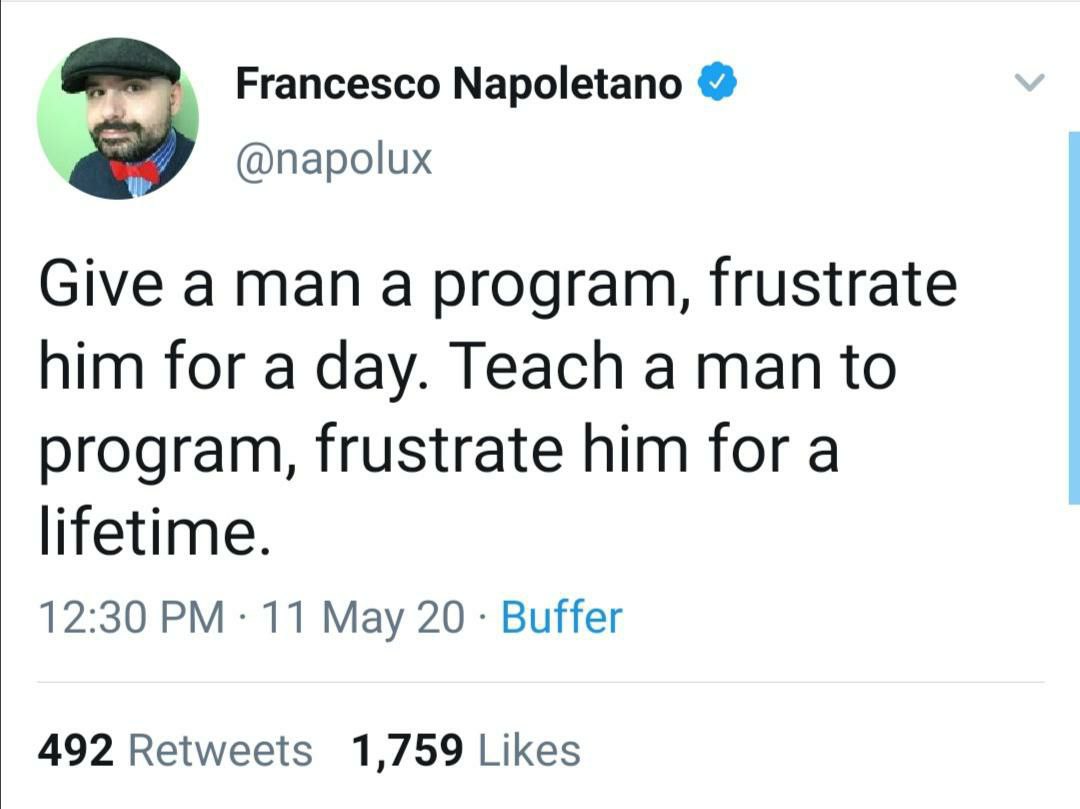 Francesco Napoletano
@napolux
Give a man a program, frustrate
him for a day. Teach a man to
program, frustrate him for a
lifetime.
12:30 PM · 11 May 20 · Buffer
492 Retweets 1,759 Likes